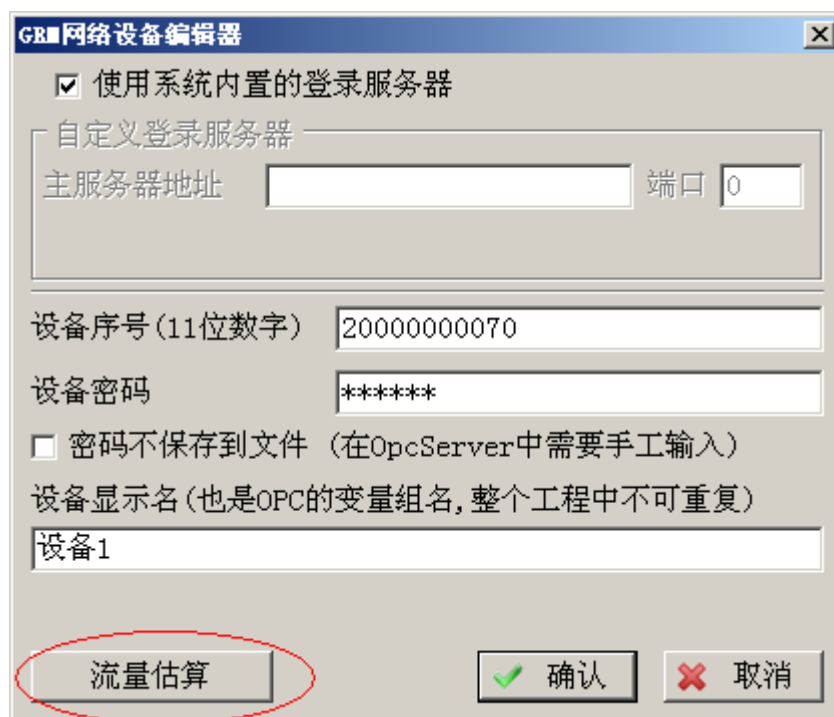 GRM网络设备编辑器
使用系统内置的登录服务器
自定义登录服务器
主服务器地址 端口 0
设备序号(11位数字) 20000000070
设备密码 ******
密码不保存到文件 (在OpcServer中需要手工输入)
设备显示名(也是OPC的变量组名,整个工程中不可重复)
设备1
流量估算 确认 取消